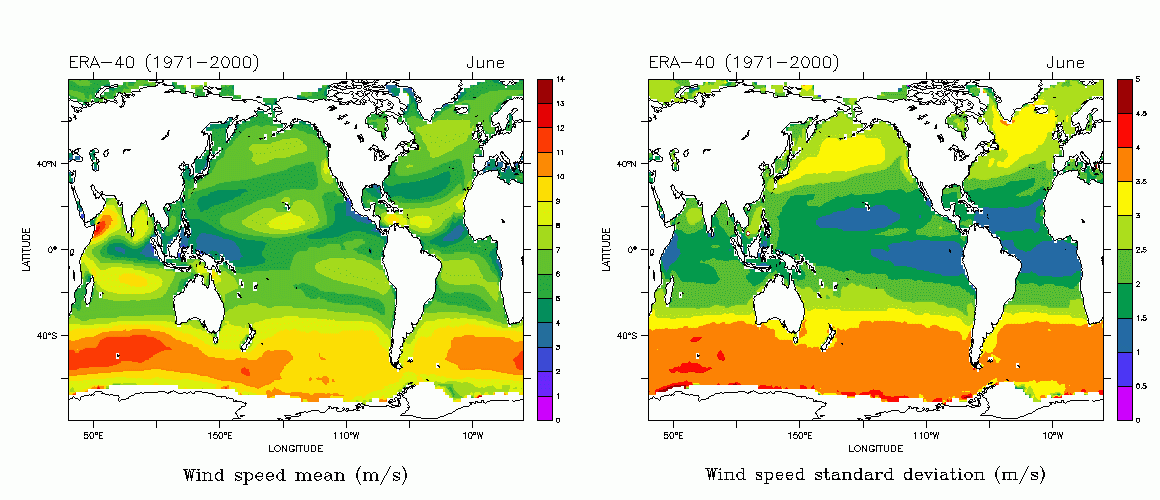 ERA-40 (1971-2000) June
14
13
12
11
10
9
8
7
6
5
4
3
2
1
0
40°N
0°
40°S
LATITUDE
50°E 150°E 110°W 10°W
LONGITUDE
Wind speed mean (m/s)
ERA-40 (1971-2000) June
5
4.5
4
3.5
3
2.5
2
1.5
1
0.5
0
40°N
0°
40°S
LATITUDE
50°E 150°E 110°W 10°W
LONGITUDE
Wind speed standard deviation (m/s)